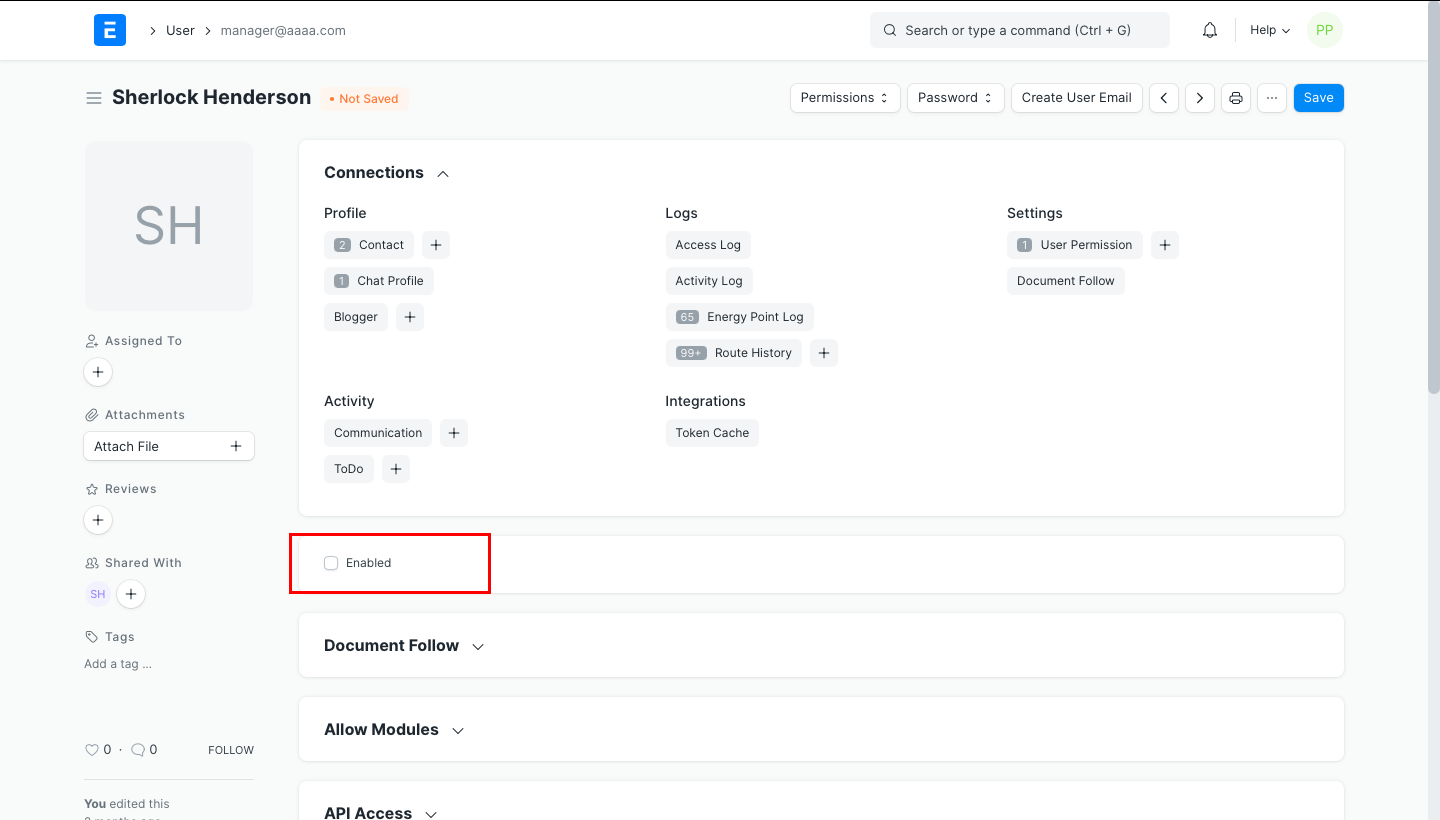 User
manager@aaaa.com
Search or type a command (Ctrl + G)
Help
PP
Sherlock Henderson
Not Saved
Permissions
Password
Create User Email
Save
SH
Assigned To
Attachments
Attach File
Reviews
Shared With
SH
Tags
Add a tag ...
0 · 0
FOLLOW
You edited this
Connections
Profile
2 Contact
1 Chat Profile
Blogger
Logs
Access Log
Activity Log
65 Energy Point Log
99+ Route History
Settings
1 User Permission
Document Follow
Activity
Communication
ToDo
Integrations
Token Cache
Enabled
Document Follow
Allow Modules
API Access